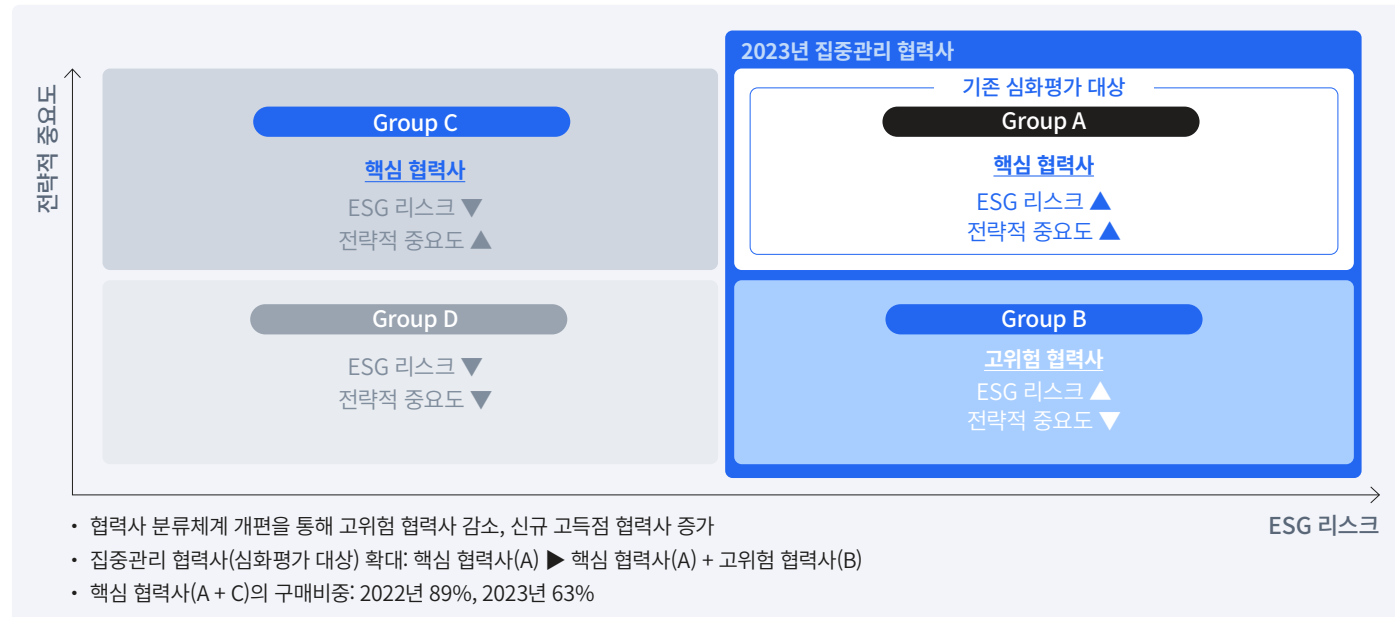 2023년 집중관리 협력사
전략적 중요도
Group C
핵심 협력사
ESG 리스크 ▼
전략적 중요도 ▲
기존 심화평가 대상
Group A
핵심 협력사
ESG 리스크 ▲
전략적 중요도 ▲
Group D
ESG 리스크 ▼
전략적 중요도 ▼
Group B
고위험 협력사
ESG 리스크 ▲
전략적 중요도 ▼
ESG 리스크
• 협력사 분류체계 개편을 통해 고위험 협력사 감소, 신규 고득점 협력사 증가
• 집중관리 협력사(심화평가 대상) 확대: 핵심 협력사(A) ▶ 핵심 협력사(A) + 고위험 협력사(B)
• 핵심 협력사(A + C)의 구매비중: 2022년 89%, 2023년 63%